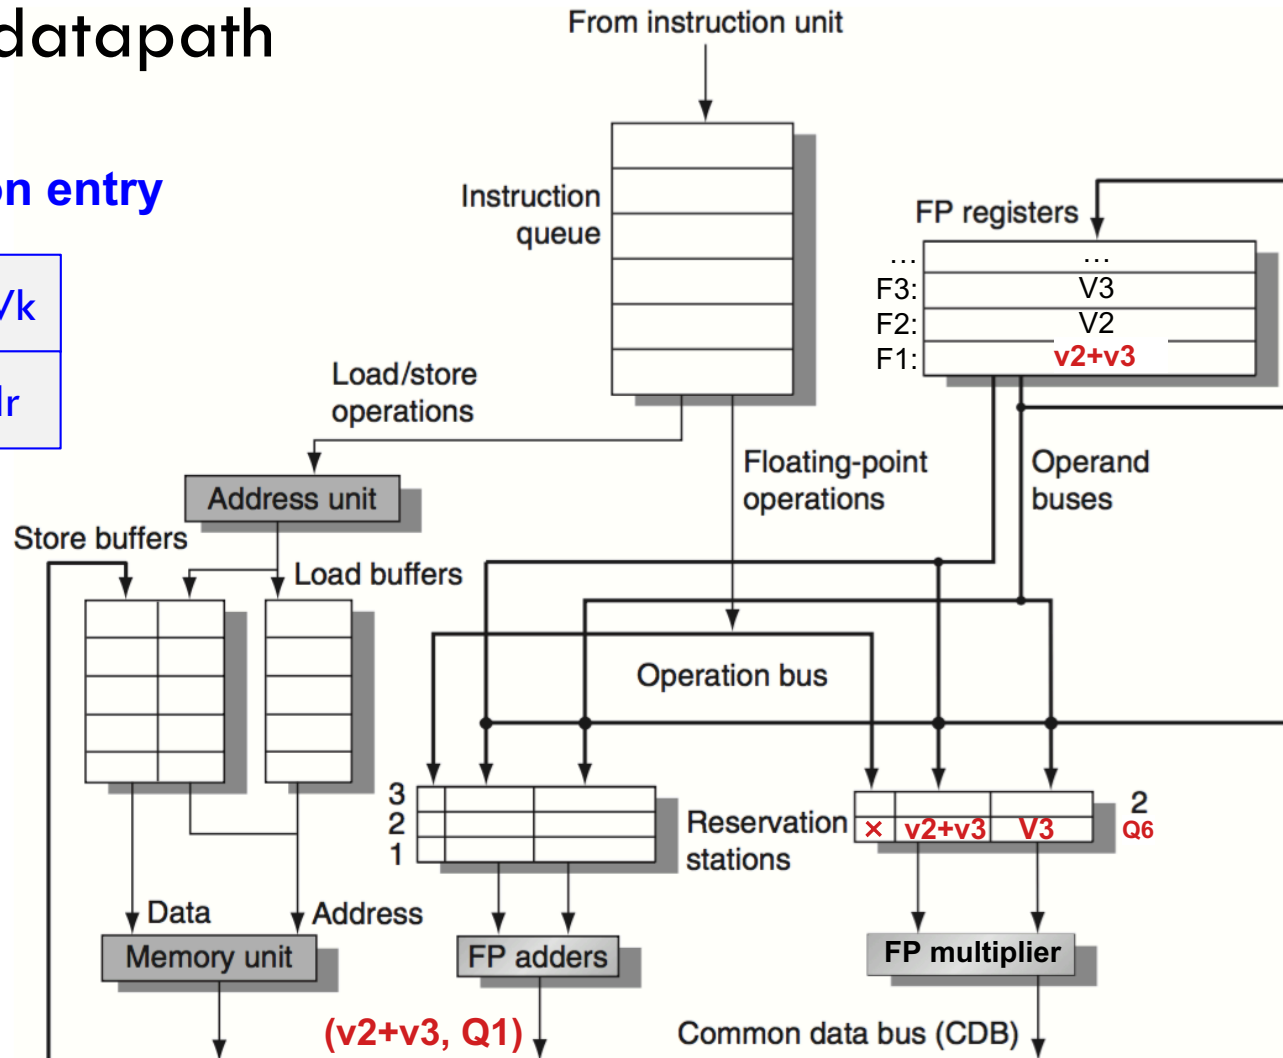 datapath
From instruction unit
on entry
Instruction
queue
FP registers
... ...
F3: V3
F2: V2
F1: v2+v3
Vk
Load/store
operations
Floating-point
operations
Operand
buses
Address unit
Store buffers
Load buffers
Operation bus
3
2
1
Reservation
stations
2
× v2+v3 V3 Q6
Data
Address
Memory unit
FP adders
FP multiplier
(v2+v3, Q1)
Common data bus (CDB)